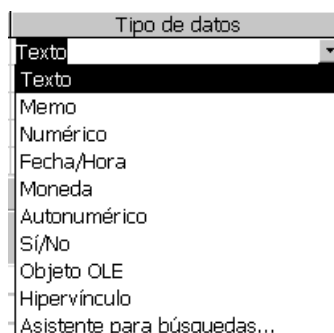 Tipo de datos
Texto
Texto
Memo
Numérico
Fecha/Hora
Moneda
Autonumérico
Sí/No
Objeto OLE
Hipervínculo
Asistente para búsquedas...